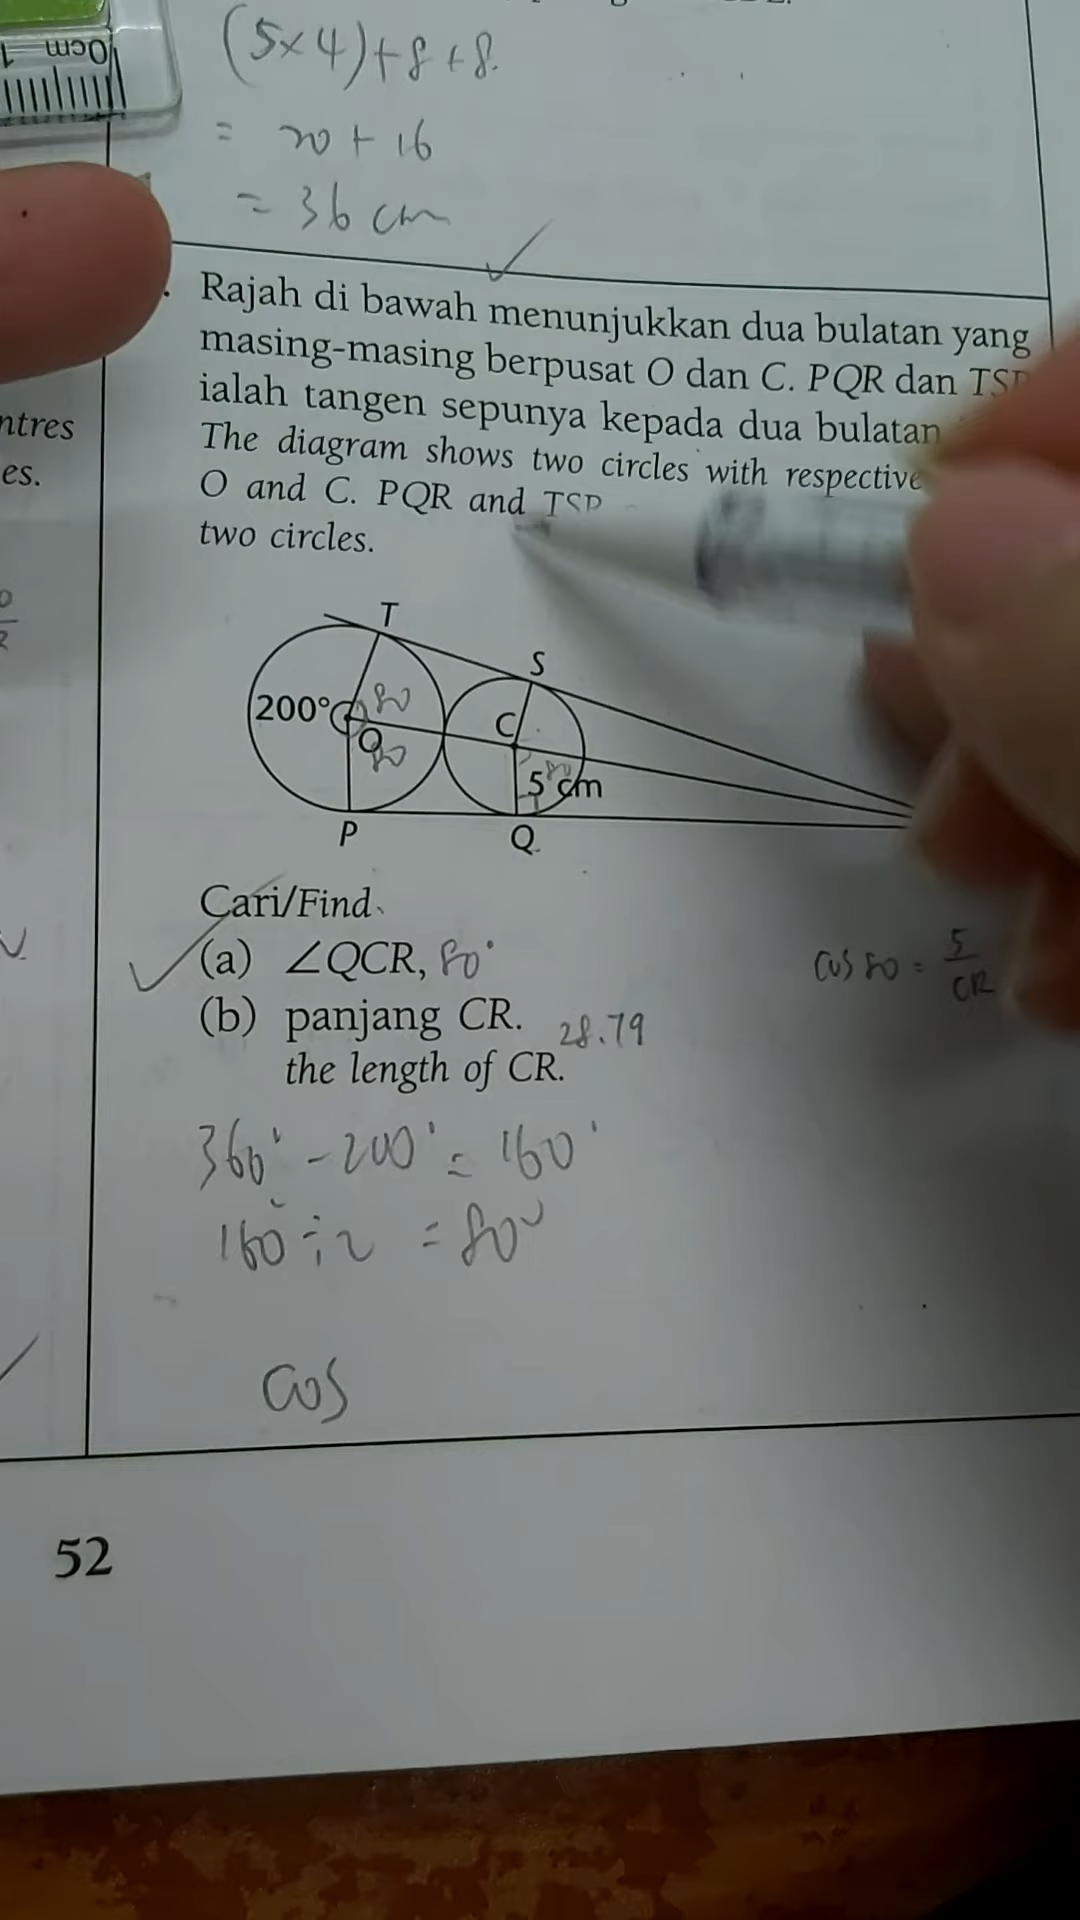 (5×4)+8+8.
= 20 + 16
= 36 cm
0cm 1
ntres
es.
Rajah di bawah menunjukkan dua bulatan yang
masing-masing berpusat O dan C. PQR dan
ialah tangen sepunya kepada dua bulatan
The diagram shows two circles with respective
O and C. PQR and
two circles.
T
S
200°
80
C
O
80
80
5 cm
P
Q
Cari/Find
(a) ∠QCR, 80°
cos 80 = 5/CR
(b) panjang CR. 28.79
the length of CR.
360° - 200° = 160°
160° ÷ 2 = 80°
cos
52